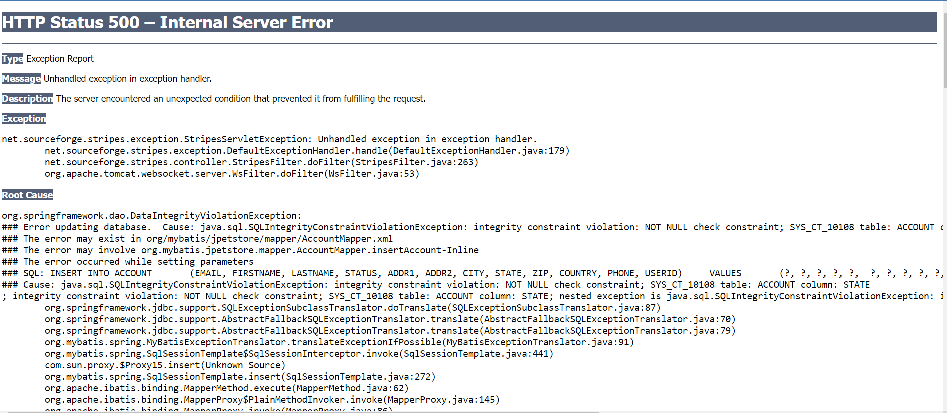 HTTP Status 500 – Internal Server Error
Type Exception Report
Message Unhandled exception in exception handler.
Description The server encountered an unexpected condition that prevented it from fulfilling the request.
Exception
net.sourceforge.stripes.exception.StripesServletException: Unhandled exception in exception handler.
net.sourceforge.stripes.exception.DefaultExceptionHandler.handle(DefaultExceptionHandler.java:179)
net.sourceforge.stripes.controller.StripesFilter.doFilter(StripesFilter.java:263)
org.apache.tomcat.websocket.server.WsFilter.doFilter(WsFilter.java:53)
Root Cause
org.springframework.dao.DataIntegrityViolationException:
### Error updating database.  Cause: java.sql.SQLIntegrityConstraintViolationException: integrity constraint violation: NOT NULL check constraint; SYS_CT_10108 table: ACCOUNT c
### The error may exist in org/mybatis/jpetstore/mapper/AccountMapper.xml
### The error may involve org.mybatis.jpetstore.mapper.AccountMapper.insertAccount-Inline
### The error occurred while setting parameters
### SQL: INSERT INTO ACCOUNT       (EMAIL, FIRSTNAME, LASTNAME, STATUS, ADDR1, ADDR2, CITY, STATE, ZIP, COUNTRY, PHONE, USERID)     VALUES       (?, ?, ?, ?, ?,  ?, ?, ?, ?, ?,
### Cause: java.sql.SQLIntegrityConstraintViolationException: integrity constraint violation: NOT NULL check constraint; SYS_CT_10108 table: ACCOUNT column: STATE
; integrity constraint violation: NOT NULL check constraint; SYS_CT_10108 table: ACCOUNT column: STATE; nested exception is java.sql.SQLIntegrityConstraintViolationException: i
org.springframework.jdbc.support.SQLExceptionSubclassTranslator.doTranslate(SQLExceptionSubclassTranslator.java:87)
org.springframework.jdbc.support.AbstractFallbackSQLExceptionTranslator.translate(AbstractFallbackSQLExceptionTranslator.java:70)
org.springframework.jdbc.support.AbstractFallbackSQLExceptionTranslator.translate(AbstractFallbackSQLExceptionTranslator.java:79)
org.mybatis.spring.MyBatisExceptionTranslator.translateExceptionIfPossible(MyBatisExceptionTranslator.java:91)
org.mybatis.spring.SqlSessionTemplate$SqlSessionInterceptor.invoke(SqlSessionTemplate.java:441)
com.sun.proxy.$Proxy15.insert(Unknown Source)
org.mybatis.spring.SqlSessionTemplate.insert(SqlSessionTemplate.java:272)
org.apache.ibatis.binding.MapperMethod.execute(MapperMethod.java:62)
org.apache.ibatis.binding.MapperProxy$PlainMethodInvoker.invoke(MapperProxy.java:145)
org.apache.ibatis.binding.MapperProxy.invoke(MapperProxy.java:86)